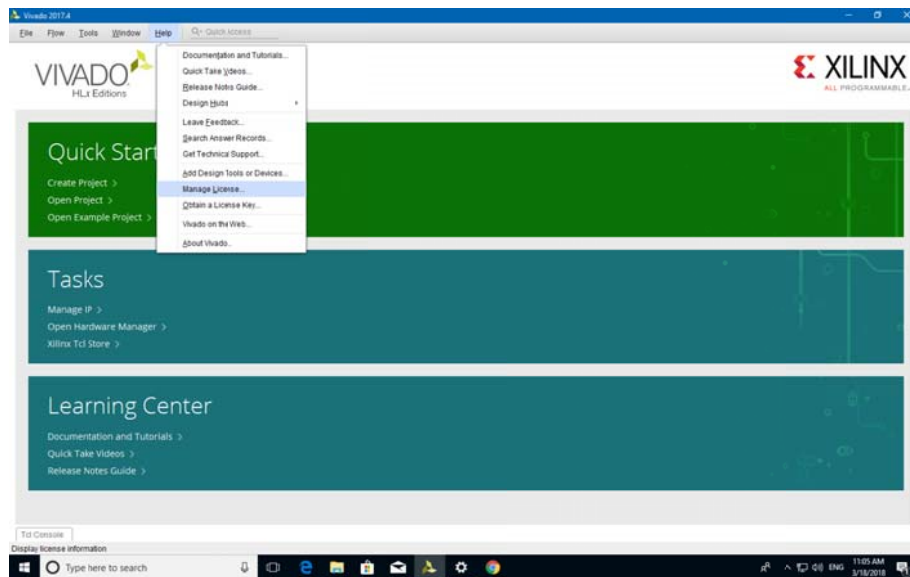 Vivado 2017.4
File Flow Tools Window Help Quick Access
VIVADO
HLx Editions
XILINX
ALL PROGRAMMABLE
Documentation and Tutorials...
Quick Take Videos...
Release Notes Guide...
Design Hubs
Leave Feedback...
Search Answer Records...
Get Technical Support...
Add Design Tools or Devices...
Manage License...
Obtain a License Key...
Vivado on the Web...
About Vivado...
Quick Start
Create Project >
Open Project >
Open Example Project >
Tasks
Manage IP >
Open Hardware Manager >
Xilinx Tcl Store >
Learning Center
Documentation and Tutorials >
Quick Take Videos >
Release Notes Guide >
Tcl Console
Display license information
Type here to search
ENG
11:05 AM
3/18/2018